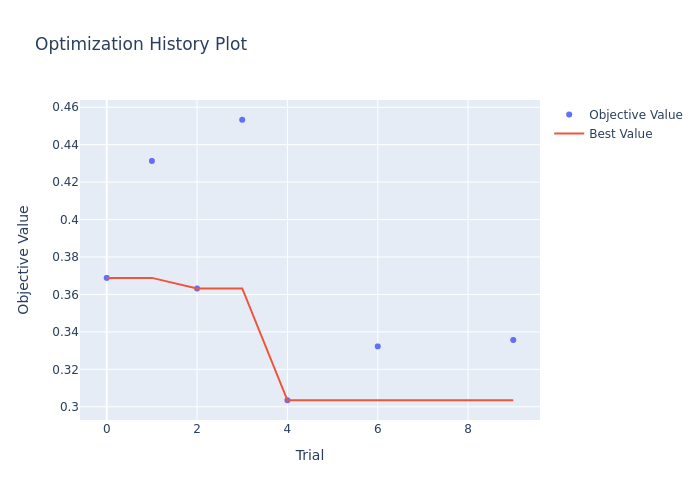 Optimization History Plot
Objective Value
Best Value
0.46
0.44
0.42
0.4
0.38
0.36
0.34
0.32
0.3
Objective Value
0
2
4
6
8
Trial